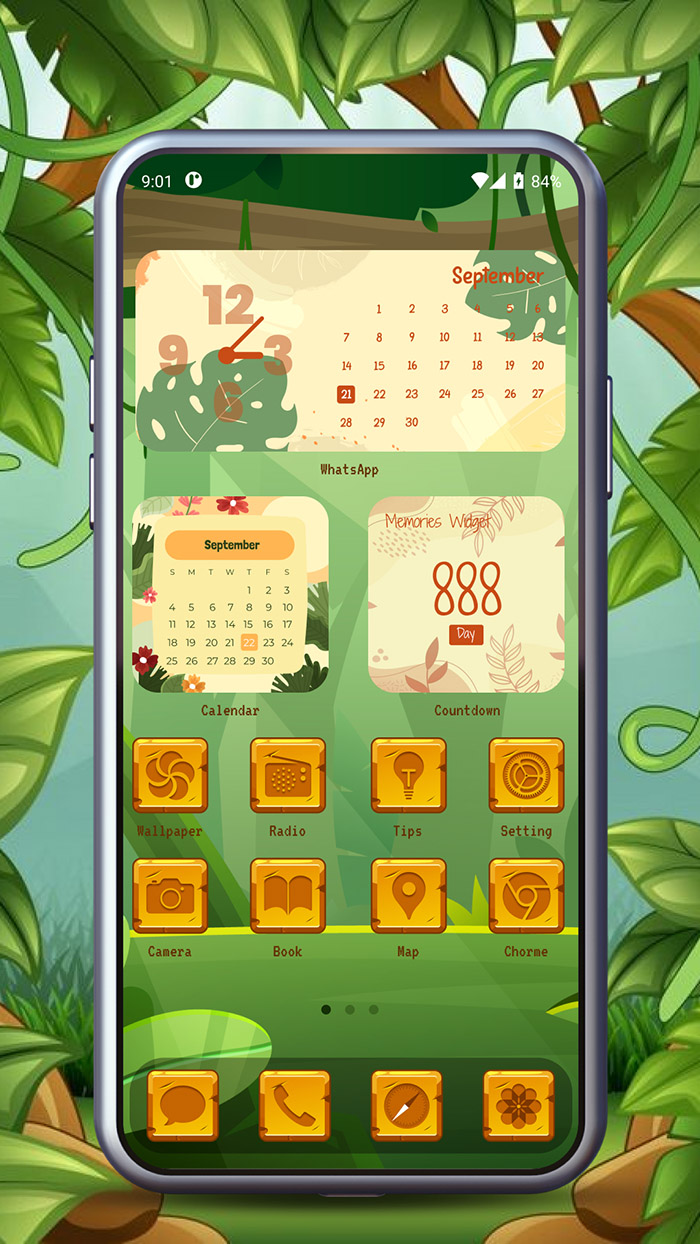 9:01 84%
12
9 3
6
September
1 2 3 4 5 6
7 8 9 10 11 12 13
14 15 16 17 18 19 20
21 22 23 24 25 26 27
28 29 30
WhatsApp
September
S M T W T F S
1 2 3
4 5 6 7 8 9 10
11 12 13 14 15 16 17
18 19 20 21 22 23 24
25 26 27 28 29 30
Calendar
Memories Widget
888
Day
Countdown
Wallpaper Radio Tips Setting
Camera Book Map Chorme